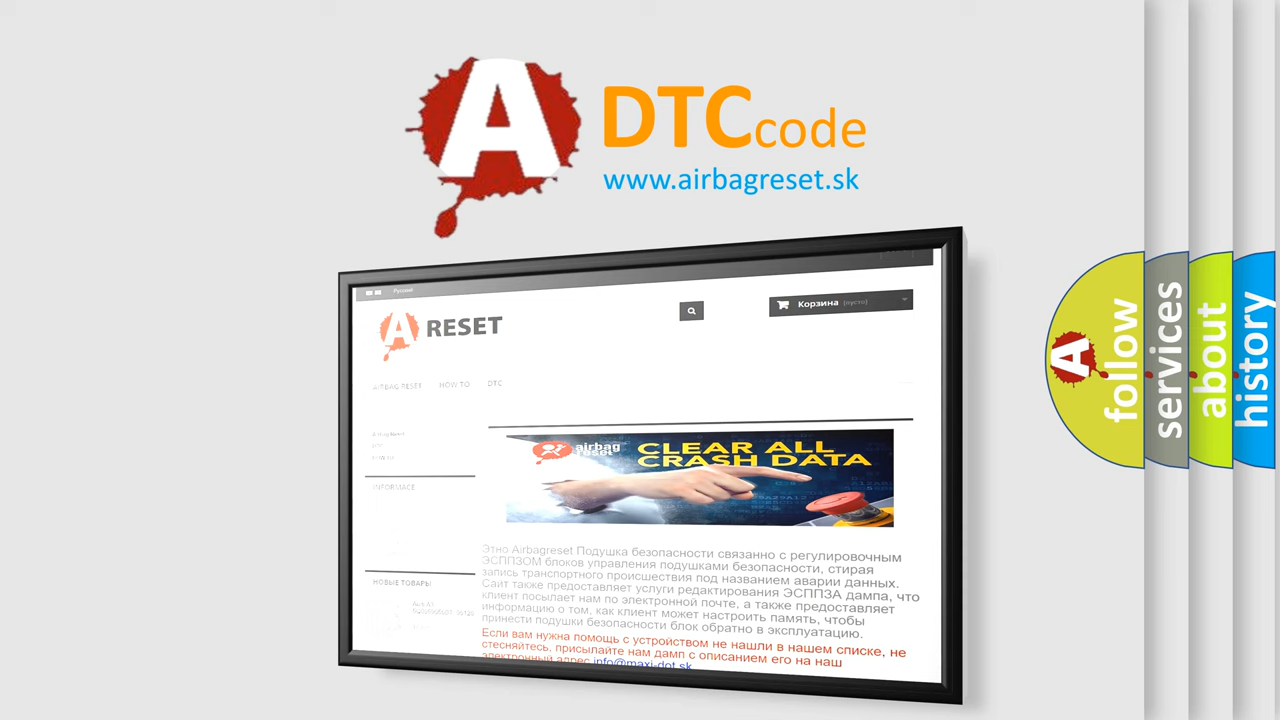 A
DTC code
www.airbagreset.sk
Русский
A RESET
Корзина (пусто)
AIRBAG RESET HOW TO DTC
INFORMACE
airbag
reset
CLEAR ALL
CRASH DATA
Этно Airbagreset Подушка безопасности связанно с регулировочным
ЭСППЗОМ блоков управления подушками безопасности, стирая
запись транспортного происшествия под названием аварии данных.
Сайт также предоставляет услуги редактирования ЭСППЗА дампа, что
клиент посылает нам по электронной почте, а также предоставляет
информацию о том, как клиент может настроить память, чтобы
принести подушки безопасности блок обратно в эксплуатацию.
НОВЫЕ ТОВАРЫ
Если вам нужна помощь с устройством не нашли в нашем списке, не
стесняйтесь, присылайте нам дамп с описанием его на наш
электронный адрес info@maxi-dot.sk
A
follow
services
about
history